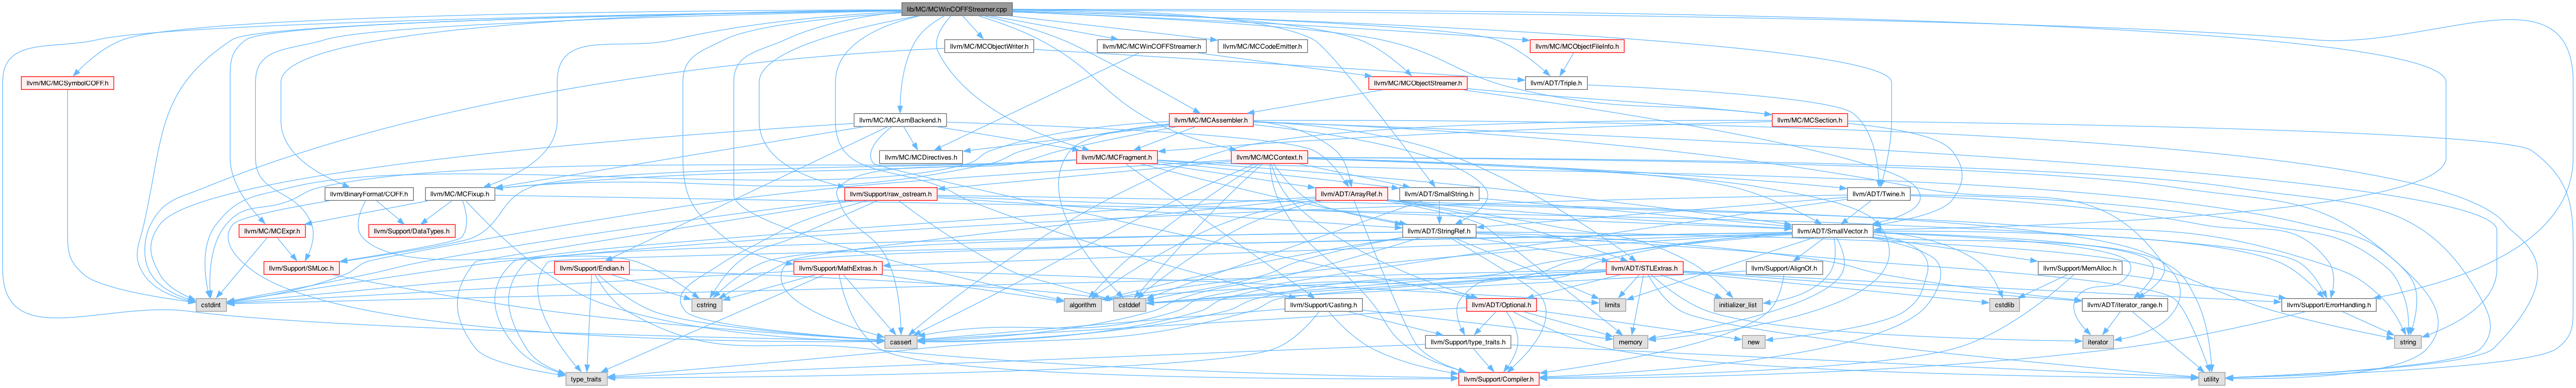 lib/MC/MCWinCOFFStreamer.cpp
llvm/MC/MCObjectWriter.h
llvm/MC/MCWinCOFFStreamer.h
llvm/MC/MCCodeEmitter.h
llvm/MC/MCObjectFileInfo.h
llvm/MC/MCSymbolCOFF.h
llvm/MC/MCObjectStreamer.h
llvm/ADT/Triple.h
llvm/MC/MCAsmBackend.h
llvm/MC/MCAssembler.h
llvm/MC/MCSection.h
llvm/MC/MCDirectives.h
llvm/MC/MCFragment.h
llvm/MC/MCContext.h
llvm/BinaryFormat/COFF.h
llvm/MC/MCFixup.h
llvm/Support/raw_ostream.h
llvm/ADT/ArrayRef.h
llvm/ADT/SmallString.h
llvm/ADT/Twine.h
llvm/MC/MCExpr.h
llvm/Support/DataTypes.h
llvm/ADT/StringRef.h
llvm/ADT/SmallVector.h
llvm/Support/SMLoc.h
llvm/Support/Endian.h
llvm/Support/MathExtras.h
llvm/ADT/STLExtras.h
llvm/Support/AlignOf.h
llvm/Support/MemAlloc.h
cstdint
cstring
algorithm
cstddef
llvm/Support/Casting.h
llvm/ADT/Optional.h
limits
initializer_list
cstdlib
llvm/ADT/iterator_range.h
llvm/Support/ErrorHandling.h
cassert
llvm/Support/type_traits.h
memory
new
iterator
string
type_traits
llvm/Support/Compiler.h
utility